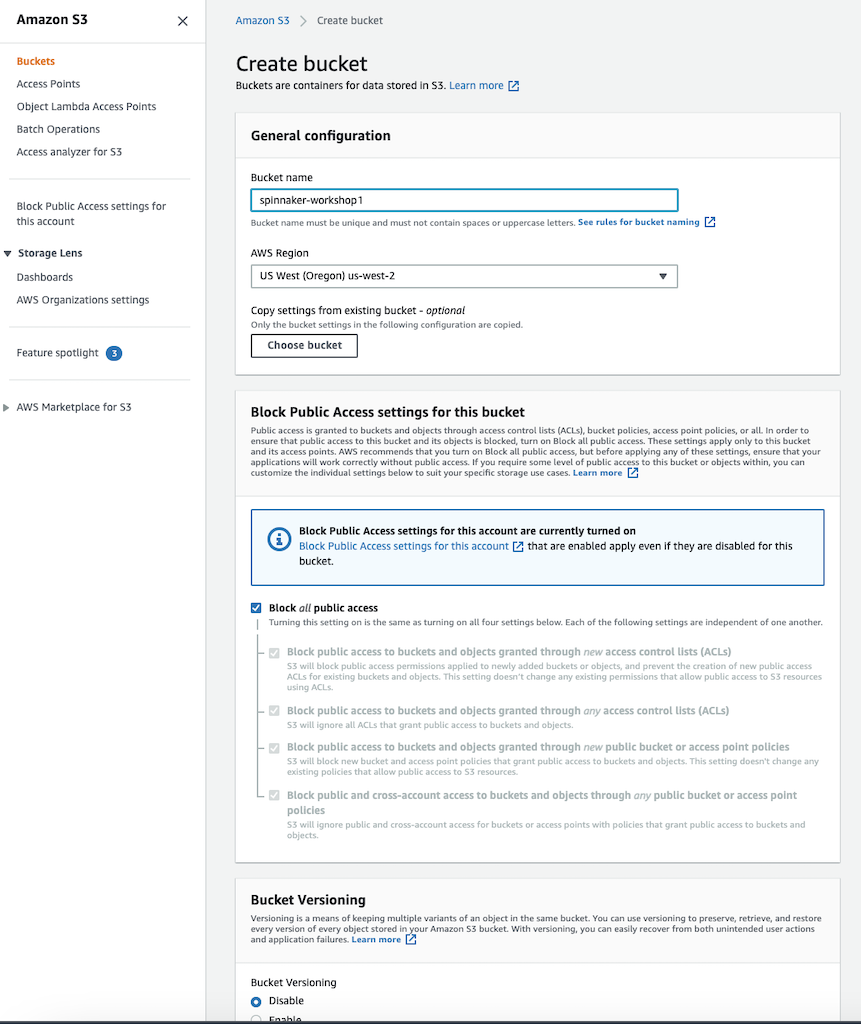 Amazon S3
Buckets
Access Points
Object Lambda Access Points
Batch Operations
Access analyzer for S3
Block Public Access settings for
this account
Storage Lens
Dashboards
AWS Organizations settings
Feature spotlight 3
AWS Marketplace for S3
Amazon S3 > Create bucket
Create bucket
Buckets are containers for data stored in S3. Learn more
General configuration
Bucket name
spinnaker-workshop1
Bucket name must be unique and must not contain spaces or uppercase letters. See rules for bucket naming
AWS Region
US West (Oregon) us-west-2
Copy settings from existing bucket - optional
Only the bucket settings in the following configuration are copied.
Choose bucket
Block Public Access settings for this bucket
Public access is granted to buckets and objects through access control lists (ACLs), bucket policies, access point policies, or all. In order to
ensure that public access to this bucket and its objects is blocked, turn on Block all public access. These settings apply only to this bucket
and its access points. AWS recommends that you turn on Block all public access, but before applying any of these settings, ensure that your
applications will work correctly without public access. If you require some level of public access to this bucket or objects within, you can
customize the individual settings below to suit your specific storage use cases. Learn more
Block Public Access settings for this account are currently turned on
Block Public Access settings for this account that are enabled apply even if they are disabled for this
bucket.
Block all public access
Turning this setting on is the same as turning on all four settings below. Each of the following settings are independent of one another.
Block public access to buckets and objects granted through new access control lists (ACLs)
S3 will block public access permissions applied to newly added buckets or objects, and prevent the creation of new public access
ACLs for existing buckets and objects. This setting doesn't change any existing permissions that allow public access to S3 resources
using ACLs.
Block public access to buckets and objects granted through any access control lists (ACLs)
S3 will ignore all ACLs that grant public access to buckets and objects.
Block public access to buckets and objects granted through new public bucket or access point policies
S3 will block new bucket and access point policies that grant public access to buckets and objects. This setting doesn't change any
existing policies that allow public access to S3 resources.
Block public and cross-account access to buckets and objects through any public bucket or access point
policies
S3 will ignore public and cross-account access for buckets or access points with policies that grant public access to buckets and
objects.
Bucket Versioning
Versioning is a means of keeping multiple variants of an object in the same bucket. You can use versioning to preserve, retrieve, and restore
every version of every object stored in your Amazon S3 bucket. With versioning, you can easily recover from both unintended user actions
and application failures. Learn more
Bucket Versioning
Disable
Enable